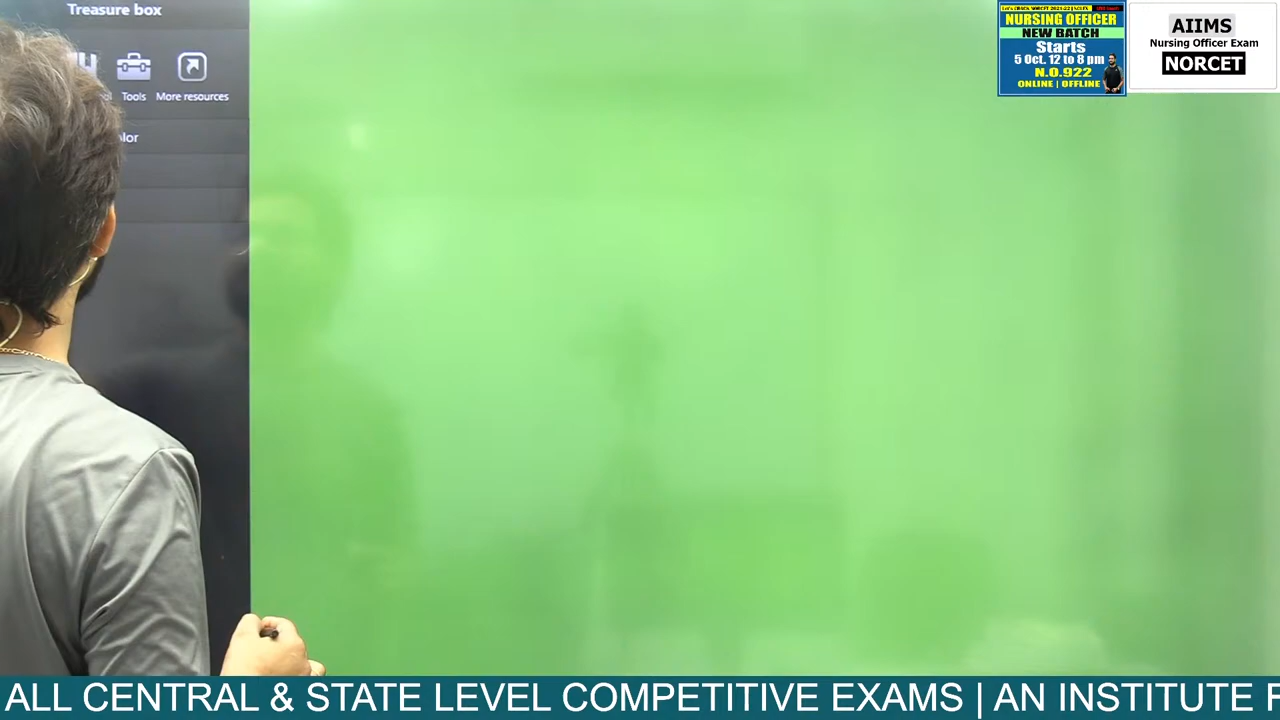 Treasure box
Tools
More resources
NURSING OFFICER
NEW BATCH
Starts
5 Oct. 12 to 8 pm
N.O.922
ONLINE | OFFLINE
AIIMS
Nursing Officer Exam
NORCET
ALL CENTRAL & STATE LEVEL COMPETITIVE EXAMS | AN INSTITUTE F